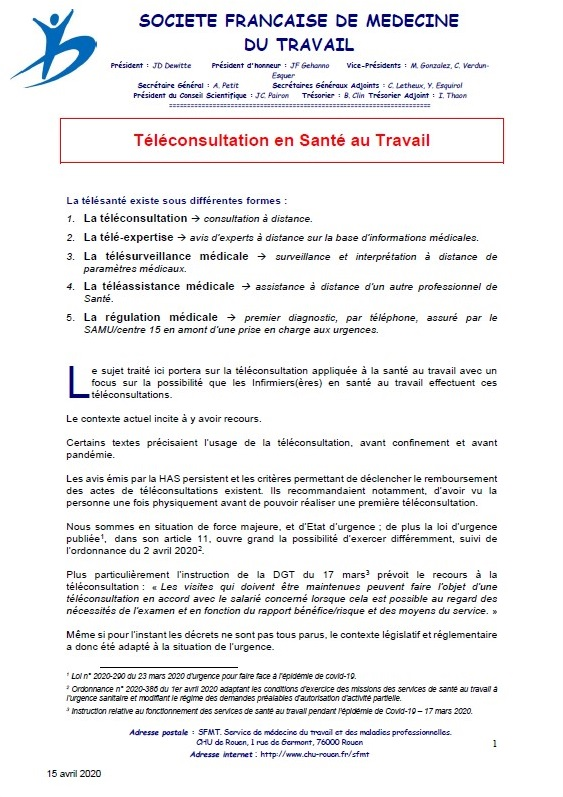 SOCIETE FRANCAISE DE MEDECINE
DU TRAVAIL
Président : JD Dewitte Président d'honneur : JF Gehanno Vice-Présidents : M. Gonzalez, C. Verdun-
Esquer
Secrétaire Général : A. Petit Secrétaires Généraux Adjoints : C. Letheux, Y. Esquirol
Président du Conseil Scientifique : JC. Pairon Trésorier : B. Clin Trésorier Adjoint : I. Thaon
Téléconsultation en Santé au Travail
La télésanté existe sous différentes formes :
1. La téléconsultation → consultation à distance.
2. La télé-expertise → avis d'experts à distance sur la base d'informations médicales.
3. La télésurveillance médicale → surveillance et interprétation à distance de
paramètres médicaux.
4. La téléassistance médicale → assistance à distance d'un autre professionnel de
Santé.
5. La régulation médicale → premier diagnostic, par téléphone, assuré par le
SAMU/centre 15 en amont d'une prise en charge aux urgences.
Le sujet traité ici portera sur la téléconsultation appliquée à la santé au travail avec un
focus sur la possibilité que les Infirmiers(ères) en santé au travail effectuent ces
téléconsultations.
Le contexte actuel incite à y avoir recours.
Certains textes précisaient l'usage de la téléconsultation, avant confinement et avant
pandémie.
Les avis émis par la HAS persistent et les critères permettant de déclencher le remboursement
des actes de téléconsultations existent. Ils recommandaient notamment, d'avoir vu la
personne une fois physiquement avant de pouvoir réaliser une première téléconsultation.
Nous sommes en situation de force majeure, et d'Etat d'urgence ; de plus la loi d'urgence
publiée¹, dans son article 11, ouvre grand la possibilité d'exercer différemment, suivi de
l'ordonnance du 2 avril 2020².
Plus particulièrement l'instruction de la DGT du 17 mars³ prévoit le recours à la
téléconsultation : « Les visites qui doivent être maintenues peuvent faire l'objet d'une
téléconsultation en accord avec le salarié concerné lorsque cela est possible au regard des
nécessités de l'examen et en fonction du rapport bénéfice/risque et des moyens du service. »
Même si pour l'instant les décrets ne sont pas tous parus, le contexte législatif et réglementaire
a donc été adapté à la situation de l'urgence.
¹ Loi n° 2020-290 du 23 mars 2020 d'urgence pour faire face à l'épidémie de covid-19.
² Ordonnance n° 2020-386 du 1er avril 2020 adaptant les conditions d'exercice des missions des services de santé au travail à
l'urgence sanitaire et modifiant le régime des demandes préalables d'autorisation d'activité partielle.
³ Instruction relative au fonctionnement des services de santé au travail pendant l'épidémie de Covid-19 – 17 mars 2020.
Adresse postale : SFMT. Service de médecine du travail et des maladies professionnelles.
CHU de Rouen, 1 rue de Germont, 76000 Rouen
Adresse internet : http://www.chu-rouen.fr/sfmt
1
15 avril 2020